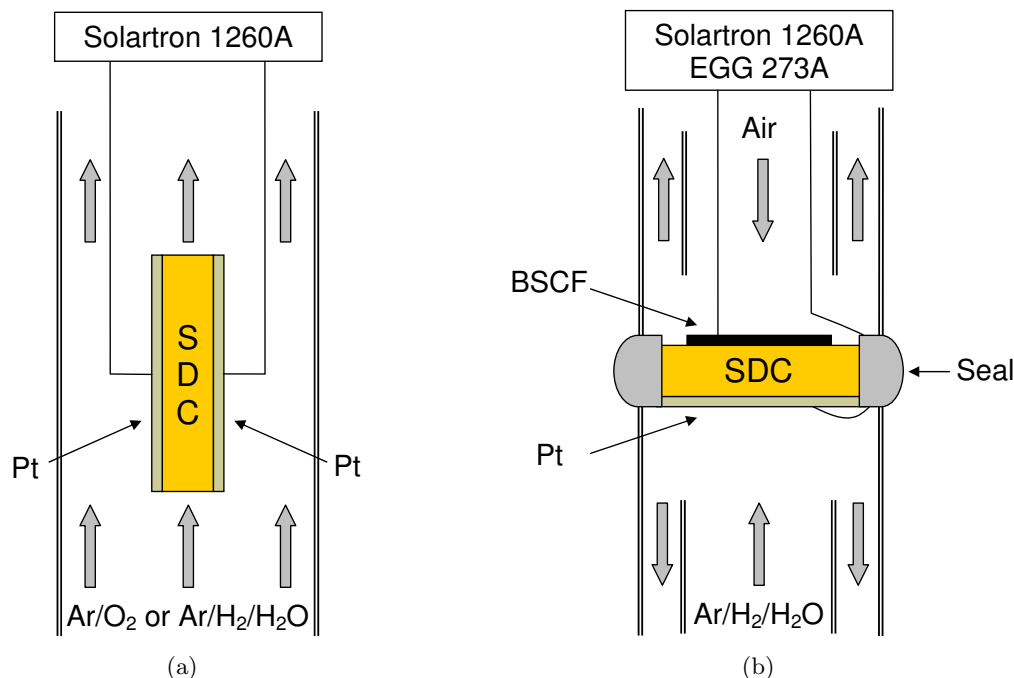 Solartron 1260A
S
D
C
Pt
Pt
Ar/O₂ or Ar/H₂/H₂O
(a)
Solartron 1260A
EGG 273A
Air
BSCF
SDC
Seal
Pt
Ar/H₂/H₂O
(b)